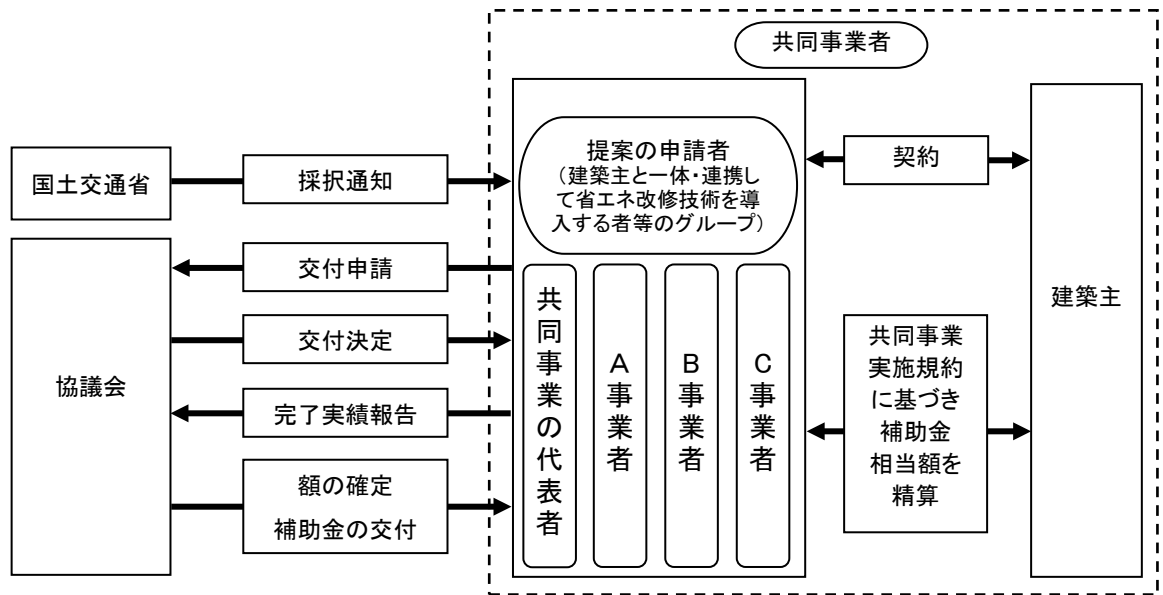 共同事業者
国土交通省
採択通知
提案の申請者
（建築主と一体・連携し
て省エネ改修技術を導
入する者等のグループ）
契約
協議会
交付申請
交付決定
完了実績報告
額の確定
補助金の交付
共同事業の代表者
A事業者
B事業者
C事業者
共同事業
実施規約
に基づき
補助金
相当額を
精算
建築主